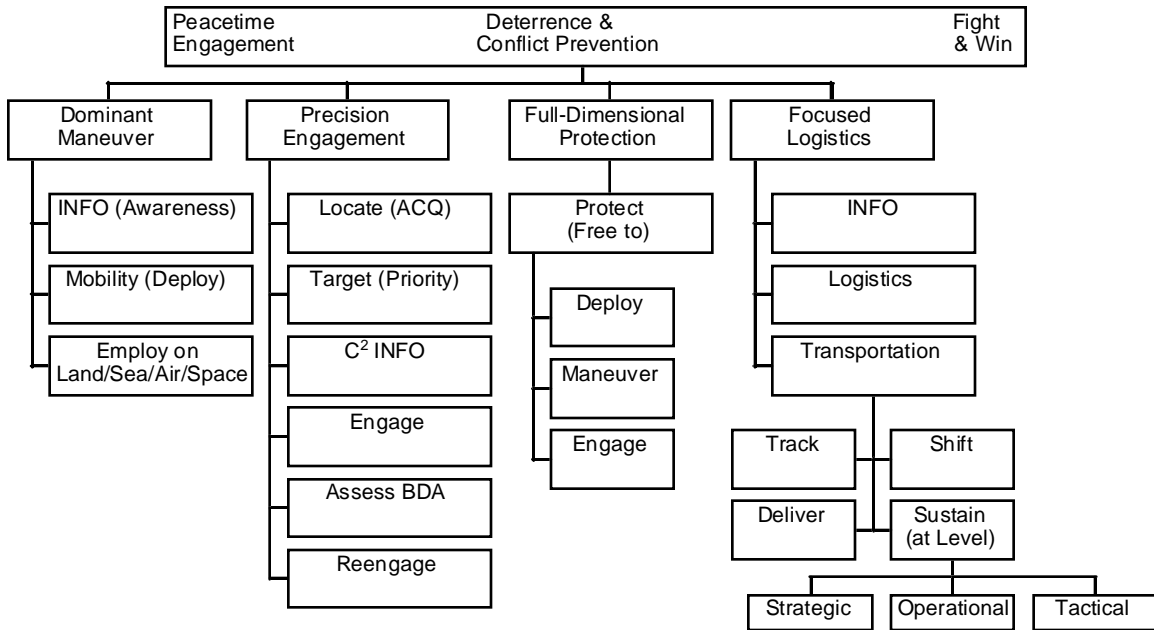 Peacetime
Engagement
Deterrence &
Conflict Prevention
Fight
& Win
Dominant
Maneuver
Precision
Engagement
Full-Dimensional
Protection
Focused
Logistics
INFO (Awareness)
Mobility (Deploy)
Employ on
Land/Sea/Air/Space
Locate (ACQ)
Target (Priority)
C² INFO
Engage
Assess BDA
Reengage
Protect
(Free to)
Deploy
Maneuver
Engage
INFO
Logistics
Transportation
Track
Shift
Deliver
Sustain
(at Level)
Strategic
Operational
Tactical